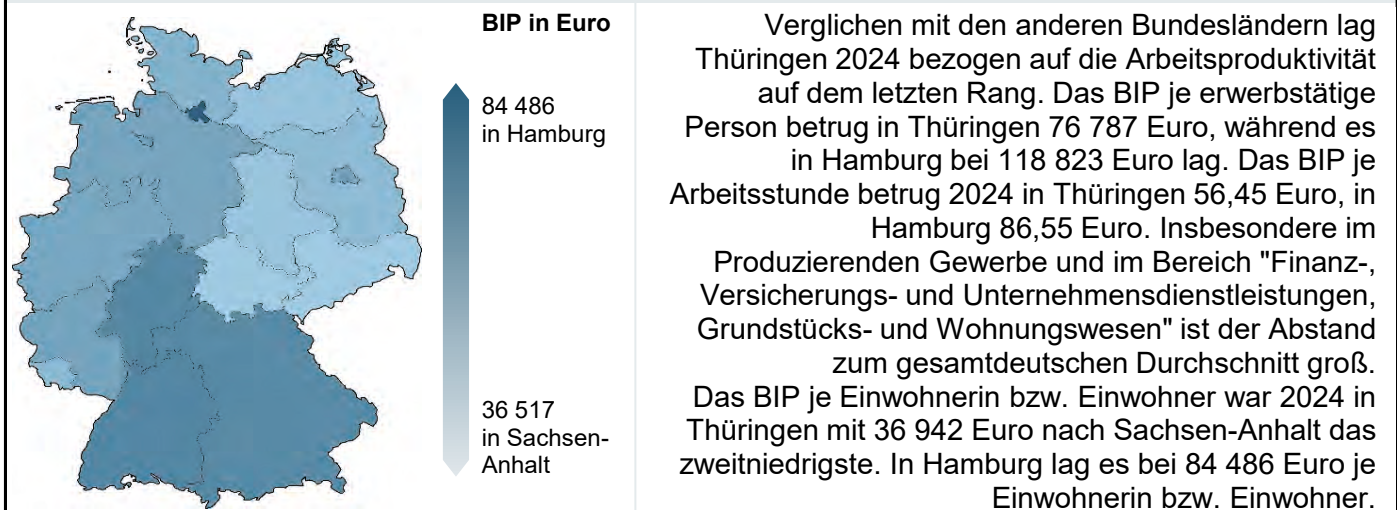 BIP in Euro
84 486
in Hamburg
36 517
in Sachsen-
Anhalt
Verglichen mit den anderen Bundesländern lag
Thüringen 2024 bezogen auf die Arbeitsproduktivität
auf dem letzten Rang. Das BIP je erwerbstätige
Person betrug in Thüringen 76 787 Euro, während es
in Hamburg bei 118 823 Euro lag. Das BIP je
Arbeitsstunde betrug 2024 in Thüringen 56,45 Euro, in
Hamburg 86,55 Euro. Insbesondere im
Produzierenden Gewerbe und im Bereich "Finanz-,
Versicherungs- und Unternehmensdienstleistungen,
Grundstücks- und Wohnungswesen" ist der Abstand
zum gesamtdeutschen Durchschnitt groß.
Das BIP je Einwohnerin bzw. Einwohner war 2024 in
Thüringen mit 36 942 Euro nach Sachsen-Anhalt das
zweitniedrigste. In Hamburg lag es bei 84 486 Euro je
Einwohnerin bzw. Einwohner.